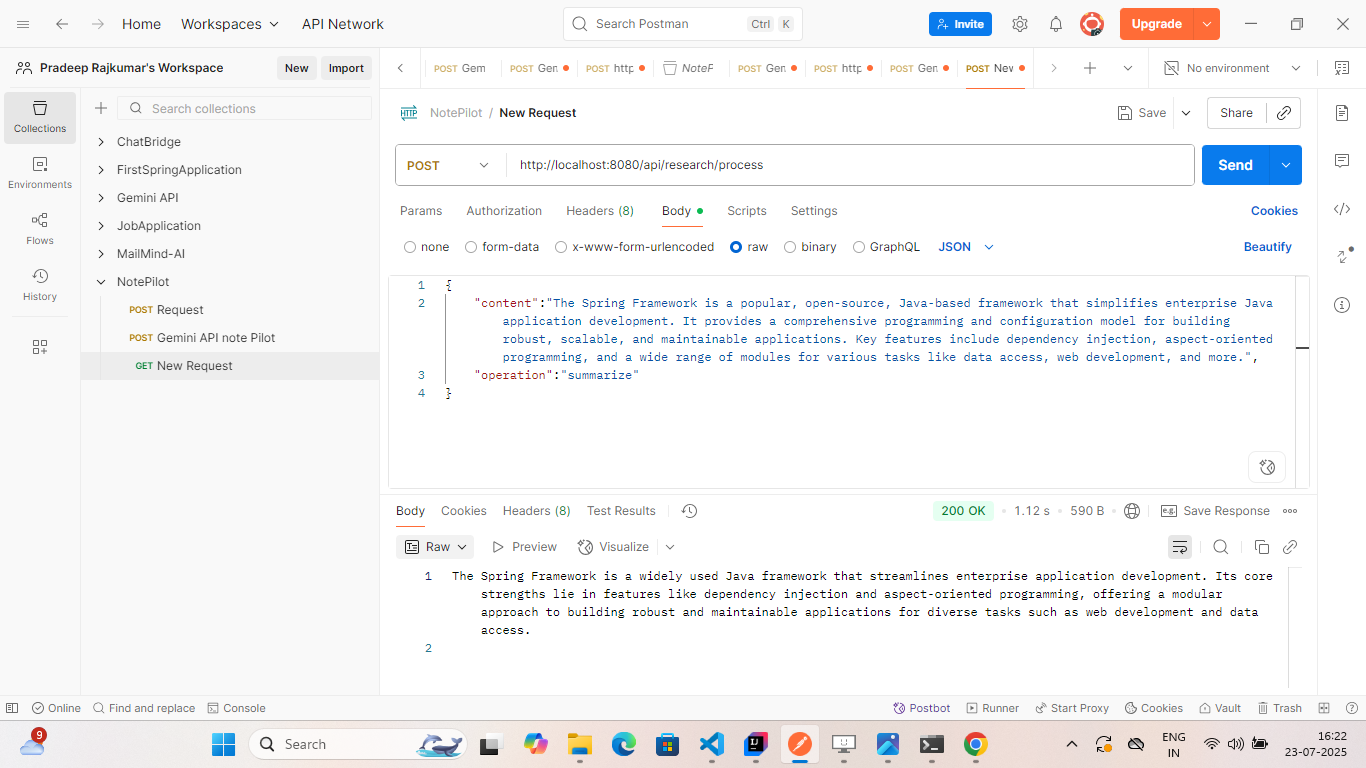 Home
Workspaces
API Network
Search Postman
Ctrl K
Invite
Upgrade
Pradeep Rajkumar's Workspace
New
Import
POST Gem
POST Gen
POST http
NoteF
POST Gen
POST http
POST Gen
POST Nev
No environment
Collections
Environments
Flows
History
Search collections
ChatBridge
FirstSpringApplication
Gemini API
JobApplication
MailMind-AI
NotePilot
POST Request
POST Gemini API note Pilot
GET New Request
HTTP NotePilot / New Request
Save
Share
POST
http://localhost:8080/api/research/process
Send
Params
Authorization
Headers (8)
Body
Scripts
Settings
Cookies
none
form-data
x-www-form-urlencoded
raw
binary
GraphQL
JSON
Beautify
1 {
2 "content":"The Spring Framework is a popular, open-source, Java-based framework that simplifies enterprise Java
application development. It provides a comprehensive programming and configuration model for building
robust, scalable, and maintainable applications. Key features include dependency injection, aspect-oriented
programming, and a wide range of modules for various tasks like data access, web development, and more.",
3 "operation":"summarize"
4 }
Body
Cookies
Headers (8)
Test Results
200 OK
1.12 s
590 B
e.g.
Save Response
Raw
Preview
Visualize
1 The Spring Framework is a widely used Java framework that streamlines enterprise application development. Its core
strengths lie in features like dependency injection and aspect-oriented programming, offering a modular
approach to building robust and maintainable applications for diverse tasks such as web development and data
access.
2
Online
Find and replace
Console
Postbot
Runner
Start Proxy
Cookies
Vault
Trash
9
Search
ENG
IN
16:22
23-07-2025